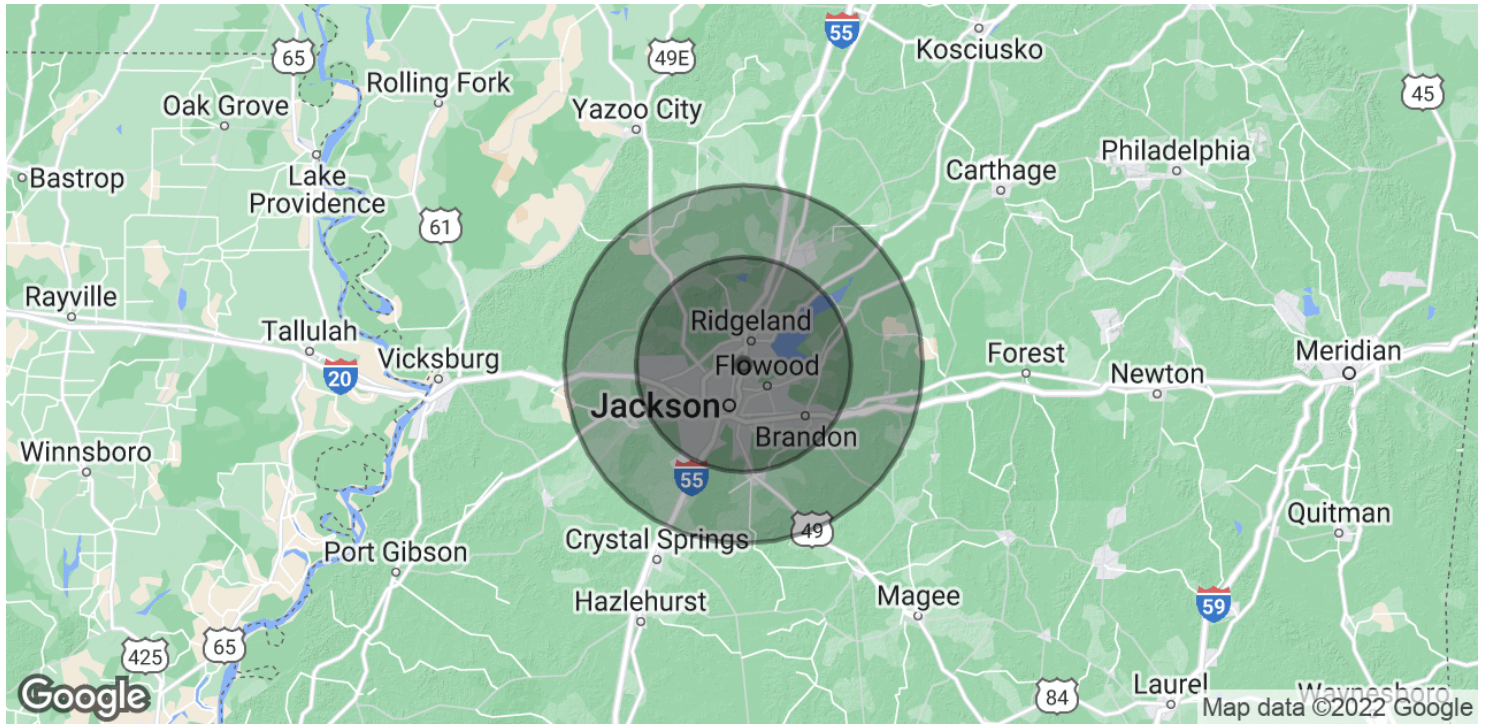 55
Kosciusko
65
49E
Rolling Fork
45
Oak Grove
Yazoo City
Philadelphia
Carthage
Bastrop
Lake
Providence
61
Rayville
Ridgeland
Tallulah
Vicksburg
Flowood
Forest
Meridian
20
Newton
Jackson
Brandon
Winnsboro
55
Quitman
49
Crystal Springs
Port Gibson
Hazlehurst
Magee
59
65
425
Laurel
84
Waynesboro
Google
Map data ©2022 Google